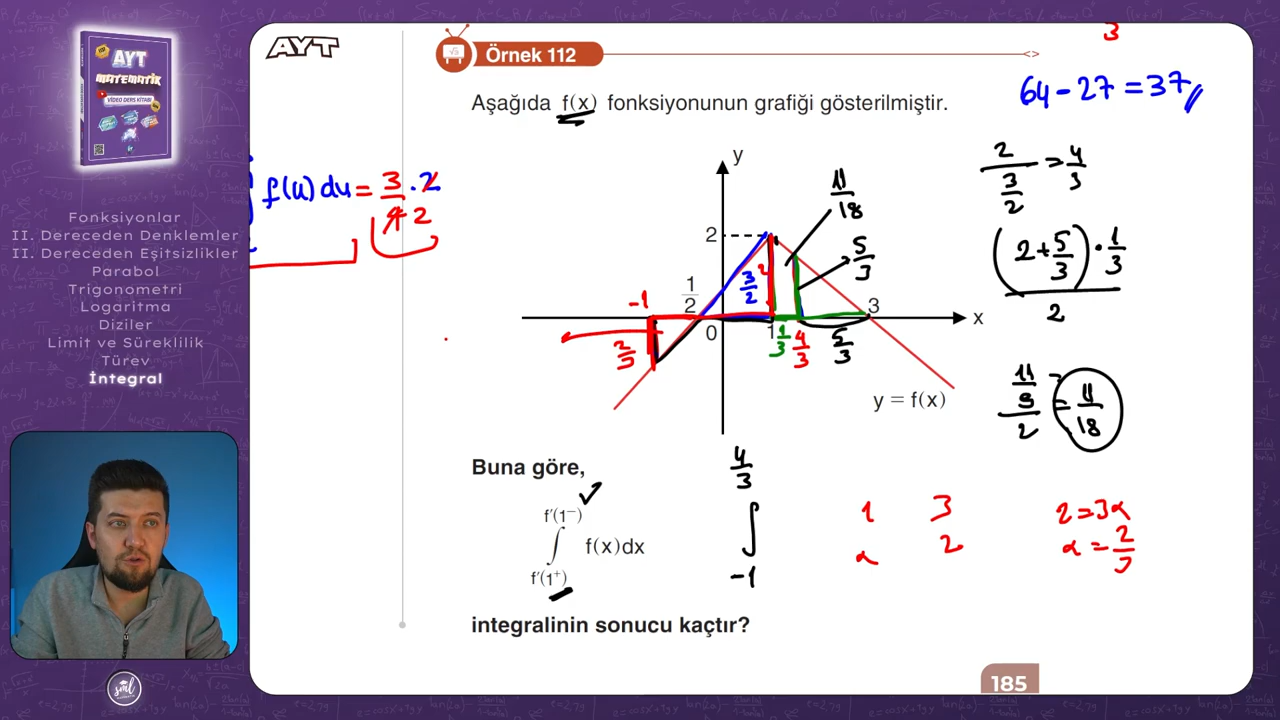 AYT
AYT
MATEMATİK
VİDEO DERS KİTABI
Fonksiyonlar
II. Dereceden Denklemler
II. Dereceden Eşitsizlikler
Parabol
Trigonometri
Logaritma
Diziler
Limit ve Süreklilik
Türev
İntegral
sml
Örnek 112
Aşağıda f(x) fonksiyonunun grafiği gösterilmiştir.
3
64 - 27 = 37
f(u) du = 3/4 . 2
2
y
2
1/2
-1
0
1
3
x
y = f(x)
3/2
2
11/18
5/3
1/3
4/3
5/3
2/3
2/(3/2) = 4/3
(2 + 5/3) . 1/3
2
11/9
2
= 11/18
Buna göre,
f′(1⁻)
∫ f(x)dx
f′(1⁺)
4/3
∫
-1
1 3
α 2
2 = 3α
α = 2/3
integralinin sonucu kaçtır?
185